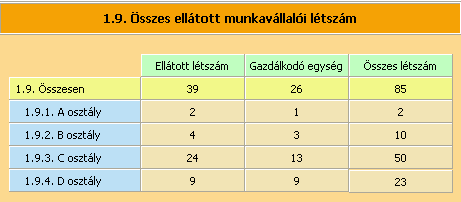 1.9. Összes ellátott munkavállalói létszám
Ellátott létszám Gazdálkodó egység Összes létszám
1.9. Összesen 39 26 85
1.9.1. A osztály 2 1 2
1.9.2. B osztály 4 3 10
1.9.3. C osztály 24 13 50
1.9.4. D osztály 9 9 23